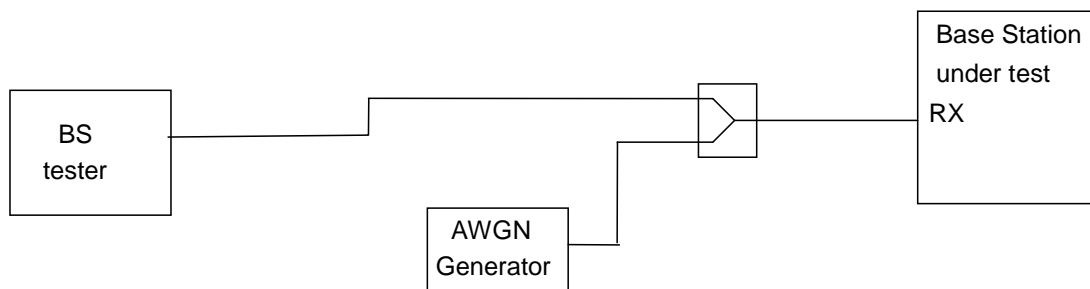 BS
tester
AWGN
Generator
Base Station
under test
RX